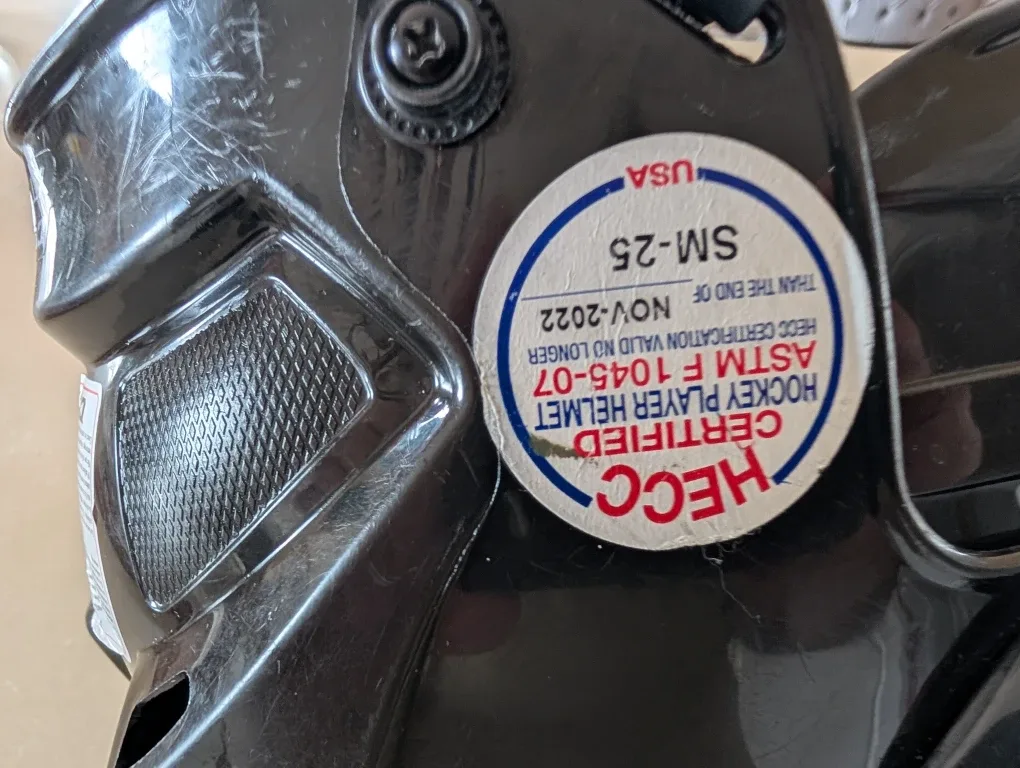 HECC
CERTIFIED
HOCKEY PLAYER HELMET
ASTM F 1045-07
HECC CERTIFICATION VALID NO LONGER
THAN THE END OF NOV-2022
SM-25
USA